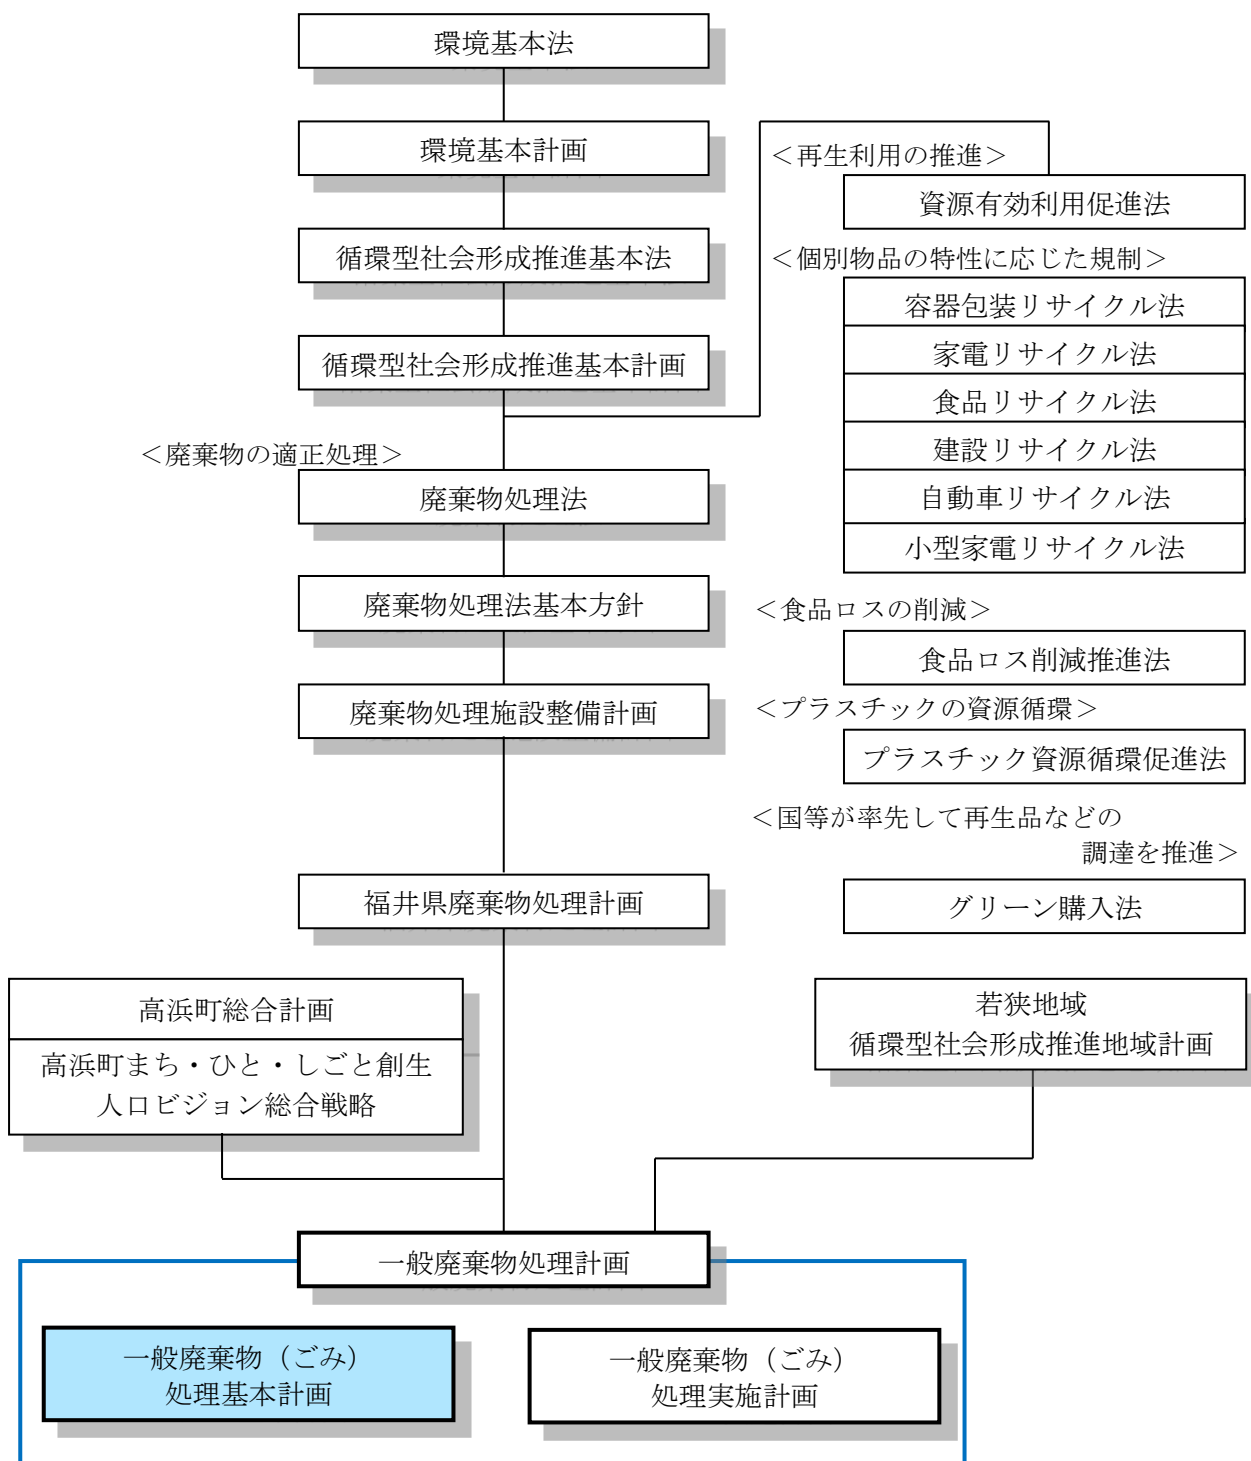 環境基本法
環境基本計画
循環型社会形成推進基本法
循環型社会形成推進基本計画
＜再生利用の推進＞
資源有効利用促進法
＜個別物品の特性に応じた規制＞
容器包装リサイクル法
家電リサイクル法
食品リサイクル法
建設リサイクル法
自動車リサイクル法
小型家電リサイクル法
＜廃棄物の適正処理＞
廃棄物処理法
廃棄物処理法基本方針
廃棄物処理施設整備計画
＜食品ロスの削減＞
食品ロス削減推進法
＜プラスチックの資源循環＞
プラスチック資源循環促進法
＜国等が率先して再生品などの
調達を推進＞
グリーン購入法
福井県廃棄物処理計画
高浜町総合計画
高浜町まち・ひと・しごと創生
人口ビジョン総合戦略
若狭地域
循環型社会形成推進地域計画
一般廃棄物処理計画
一般廃棄物（ごみ）
処理基本計画
一般廃棄物（ごみ）
処理実施計画